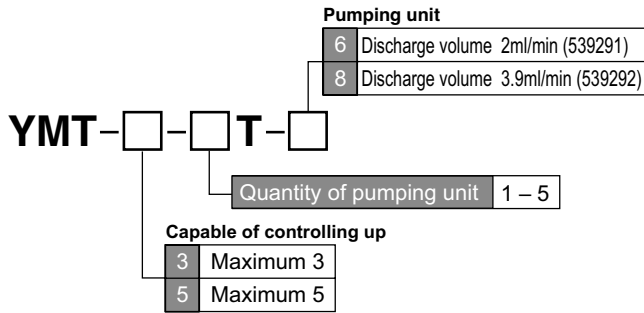 Pumping unit
6 Discharge volume 2ml/min (539291)
8 Discharge volume 3.9ml/min (539292)
YMT-□-□T-□
Quantity of pumping unit 1 – 5
Capable of controlling up
3 Maximum 3
5 Maximum 5